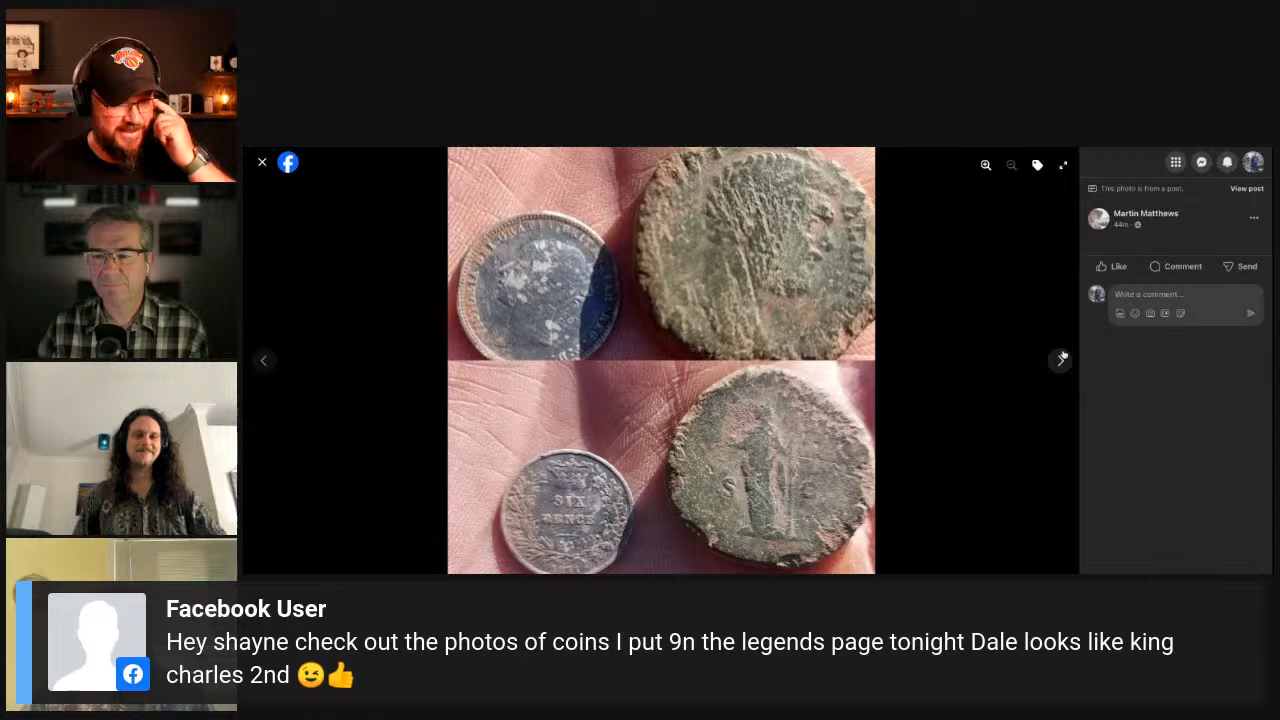 This photo is from a post.
View post
Martin Matthews
44m
Like
Comment
Send
Write a comment...
SIX
PENCE
S C
Facebook User
Hey shayne check out the photos of coins I put 9n the legends page tonight Dale looks like king
charles 2nd 😉👍